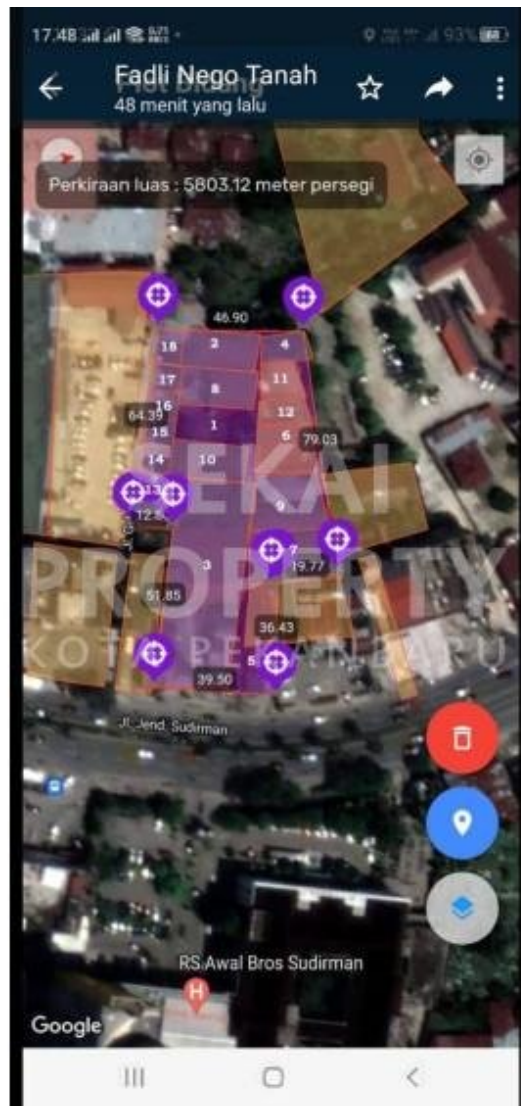 17.48
93%
Fadli Nego Tanah
48 menit yang lalu
Perkiraan luas : 5803.12 meter persegi
46.90
18 2 4
17 8 11
16 1 12
64.39
15 6 79.03
14 10
SEKAI
13 9
12.8
7
3 19.77
PROPERTY
51.85
36.43
KOTA PEKANBARU
5
39.50
Jl. Jend. Sudirman
RS Awal Bros Sudirman
H
Google